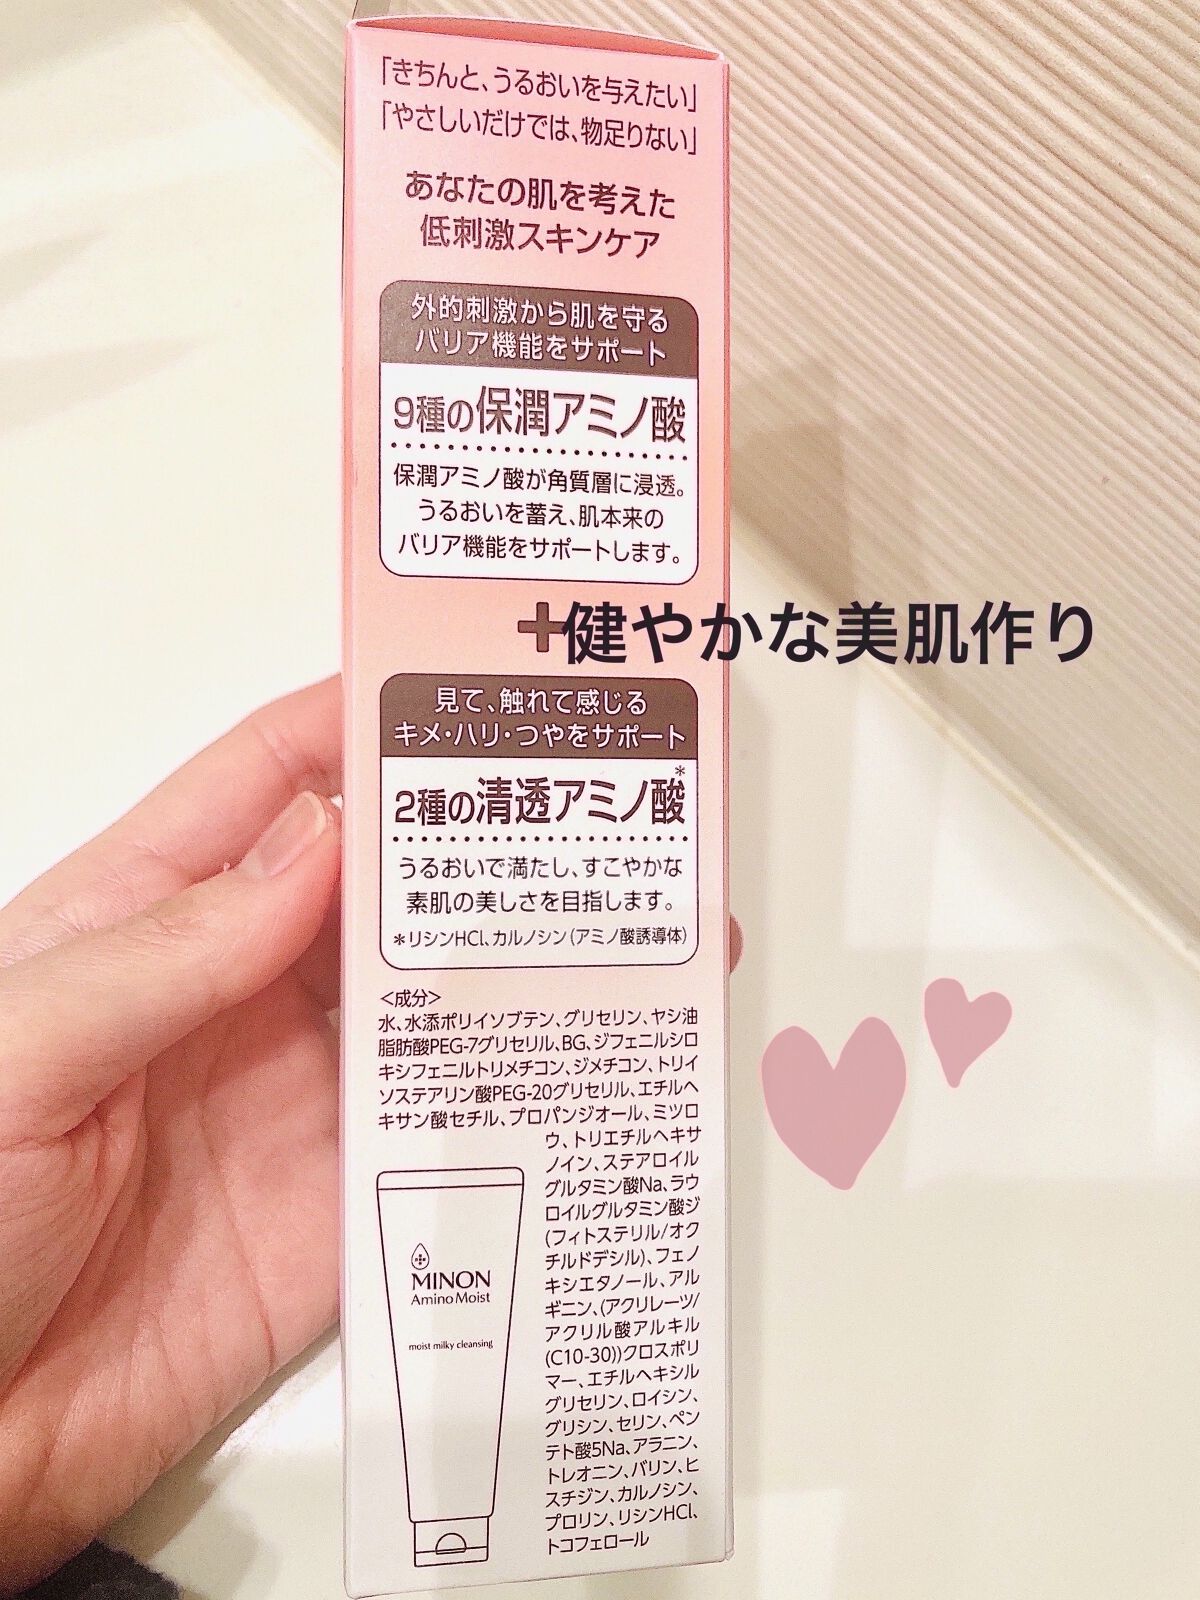 「きちんと、うるおいを与えたい」
「やさしいだけでは、物足りない」
あなたの肌を考えた
低刺激スキンケア
外的刺激から肌を守る
バリア機能をサポート
9種の保潤アミノ酸
保潤アミノ酸が角質層に浸透。
うるおいを蓄え、肌本来の
バリア機能をサポートします。
+健やかな美肌作り
見て、触れて感じる
キメ・ハリ・つやをサポート
2種の清透アミノ酸*
うるおいで満たし、すこやかな
素肌の美しさを目指します。
*リシンHCl、カルノシン(アミノ酸誘導体)
<成分>
水、水添ポリイソブテン、グリセリン、ヤシ油
脂肪酸PEG-7グリセリル、BG、ジフェニルシロ
キシフェニルトリメチコン、ジメチコン、トリイ
ソステアリン酸PEG-20グリセリル、エチルヘ
キサン酸セチル、プロパンジオール、ミツロ
ウ、トリエチルヘキサ
ノイン、ステアロイル
グルタミン酸Na、ラウ
ロイルグルタミン酸ジ
(フィトステリル/オク
チルドデシル)、フェノ
キシエタノール、アル
ギニン、(アクリレーツ/
アクリル酸アルキル
(C10-30))クロスポリ
マー、エチルヘキシル
グリセリン、ロイシン、
グリシン、セリン、ペン
テト酸5Na、アラニン、
トレオニン、バリン、ヒ
スチジン、カルノシン、
プロリン、リシンHCl、
トコフェロール
MINON
Amino Moist
moist milky cleansing